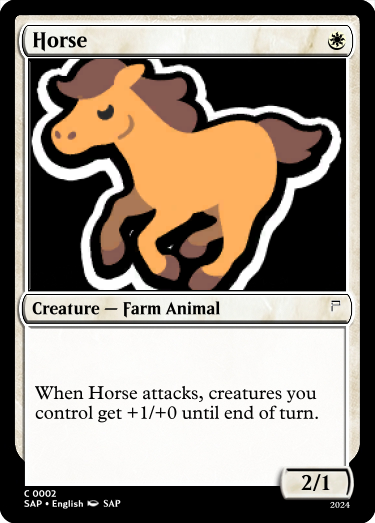 Horse
Creature — Farm Animal
When Horse attacks, creatures you
control get +1/+0 until end of turn.
2/1
C 0002
SAP • English SAP
2024